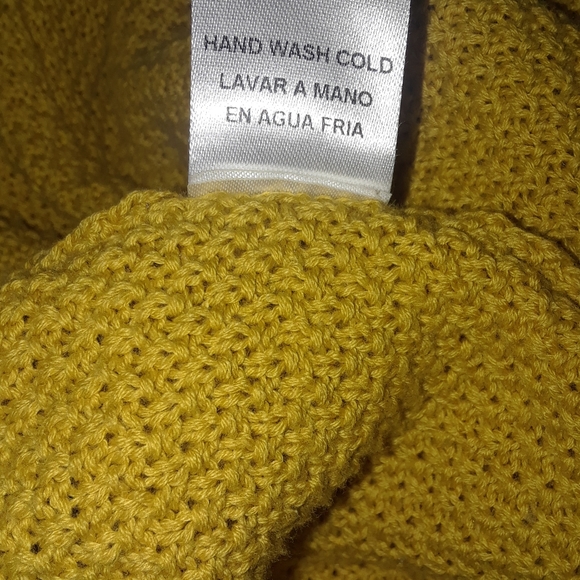 HAND WASH COLD
LAVAR A MANO
EN AGUA FRIA